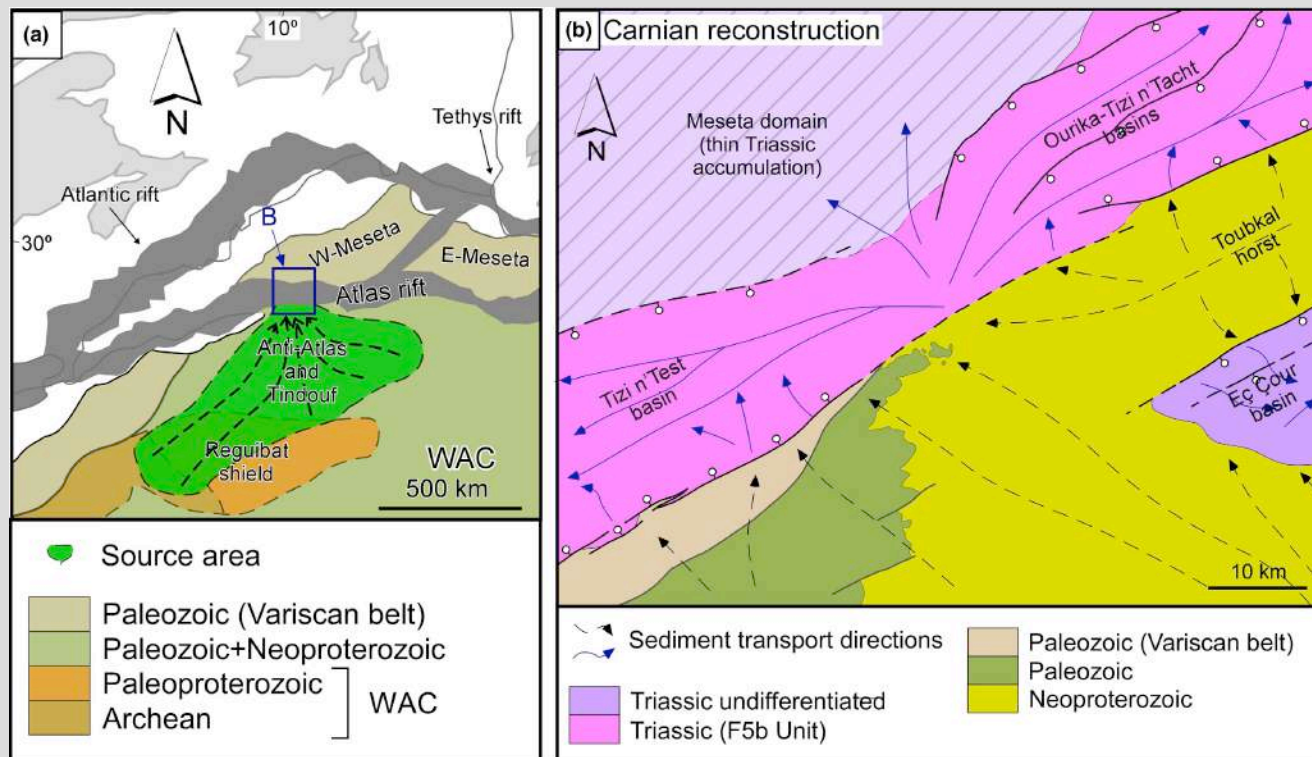 (a)
10º
N
Tethys rift
Atlantic rift
30º
B
W-Meseta
E-Meseta
Atlas rift
Anti-Atlas
and
Tindouf
Reguibat
shield
WAC
500 km
Source area
Paleozoic (Variscan belt)
Paleozoic+Neoproterozoic
Paleoproterozoic
Archean
WAC
(b) Carnian reconstruction
N
Meseta domain
(thin Triassic
accumulation)
Ourika-Tizi n'Tacht
basins
Toubkal
horst
Tizi n'Test
basin
Eç Çour
basin
10 km
Sediment transport directions
Triassic undifferentiated
Triassic (F5b Unit)
Paleozoic (Variscan belt)
Paleozoic
Neoproterozoic